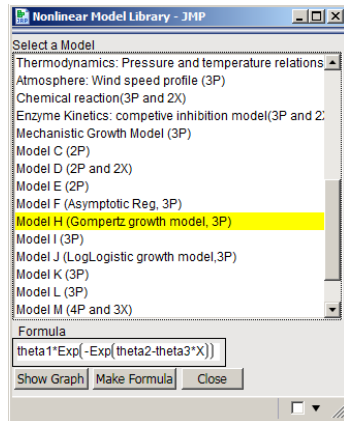 Nonlinear Model Library - JMP
Select a Model
Thermodynamics: Pressure and temperature relations
Atmosphere: Wind speed profile (3P)
Chemical reaction(3P and 2X)
Enzyme Kinetics: competive inhibition model(3P and 2
Mechanistic Growth Model (3P)
Model C (2P)
Model D (2P and 2X)
Model E (2P)
Model F (Asymptotic Reg, 3P)
Model H (Gompertz growth model, 3P)
Model I (3P)
Model J (LogLogistic growth model,3P)
Model K (3P)
Model L (3P)
Model M (4P and 3X)
Formula
theta1*Exp(-Exp(theta2-theta3*X))
Show Graph Make Formula Close